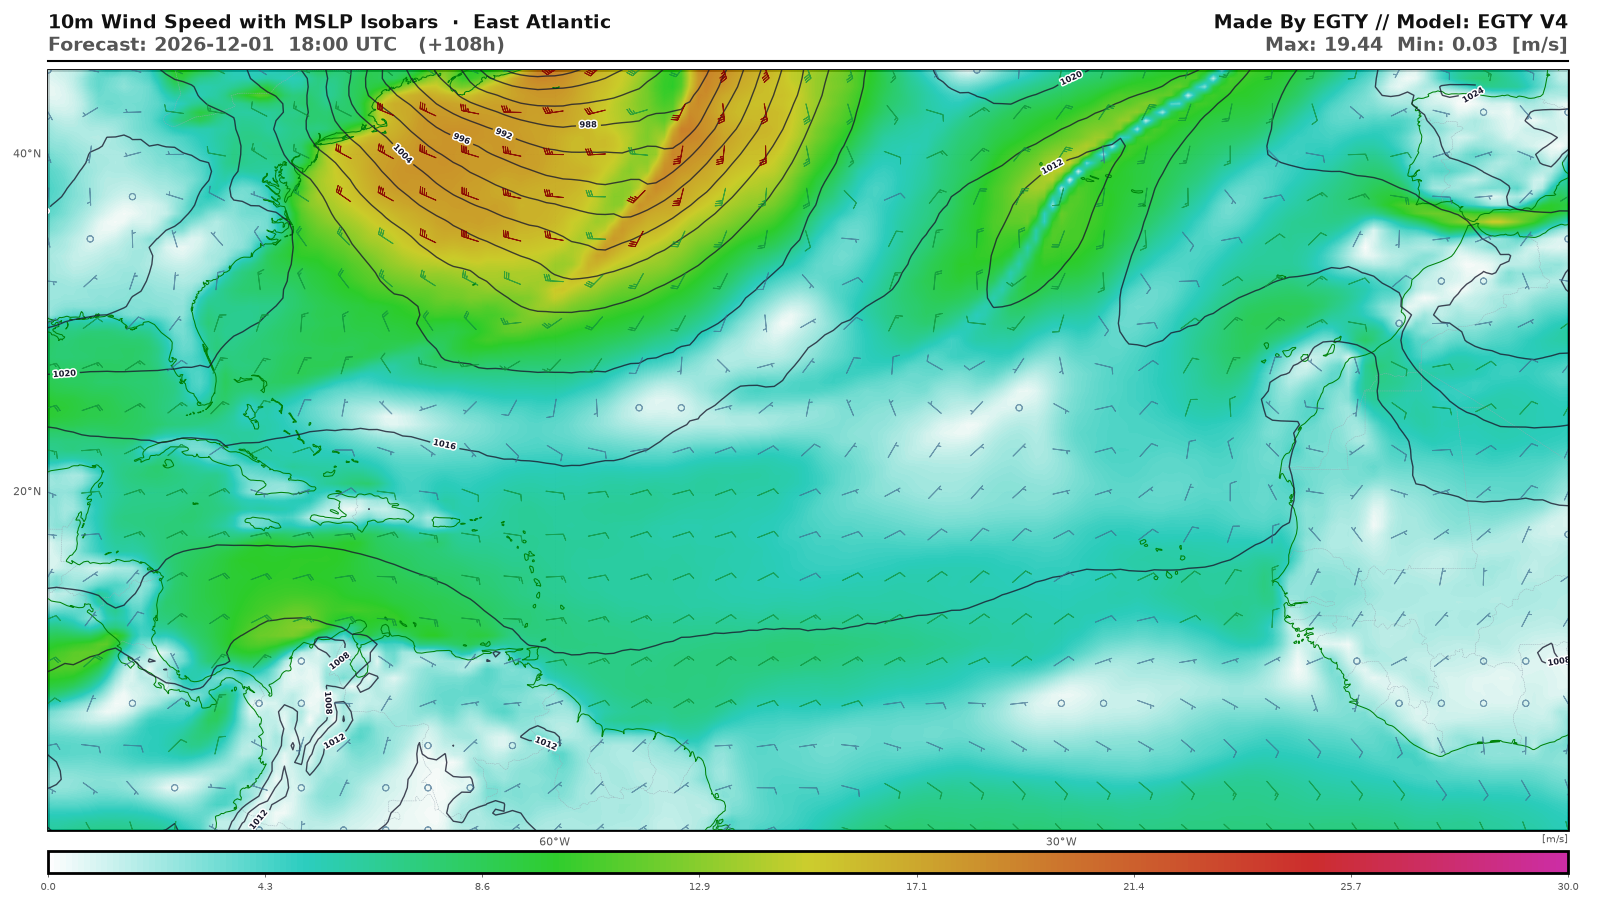 10m Wind Speed with MSLP Isobars · East Atlantic
Made By EGTY // Model: EGTY V4
Forecast: 2026-12-01 18:00 UTC (+108h)
Max: 19.44 Min: 0.03 [m/s]
1020
1024
988
992
996
1004
40°N
1012
1020
1016
20°N
1008
1008
1008
1012
1012
1012
60°W
30°W
[m/s]
0.0
4.3
8.6
12.9
17.1
21.4
25.7
30.0